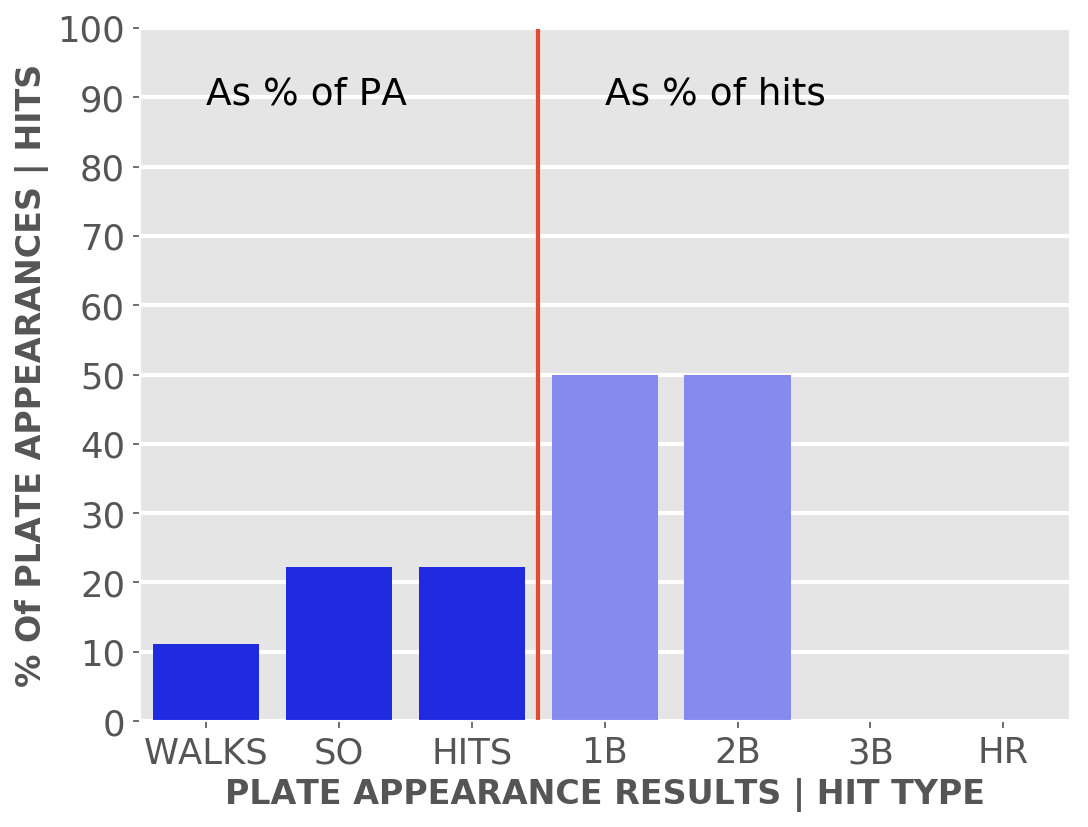 100
90
80
70
60
50
40
30
20
10
0
% Of PLATE APPEARANCES | HITS
As % of PA
As % of hits
WALKS SO HITS 1B 2B 3B HR
PLATE APPEARANCE RESULTS | HIT TYPE